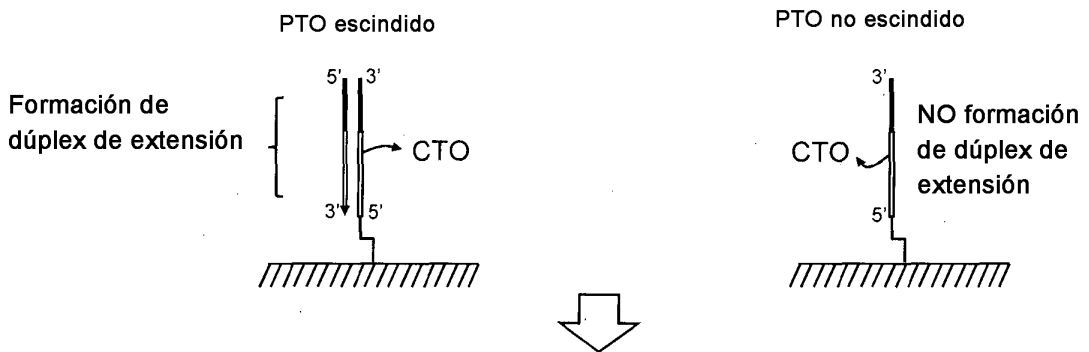 PTO escindido
PTO no escindido
Formación de
dúplex de extensión
5’ 3’
CTO
3’ 5’
3’
CTO
5’
NO formación
de dúplex de
extensión